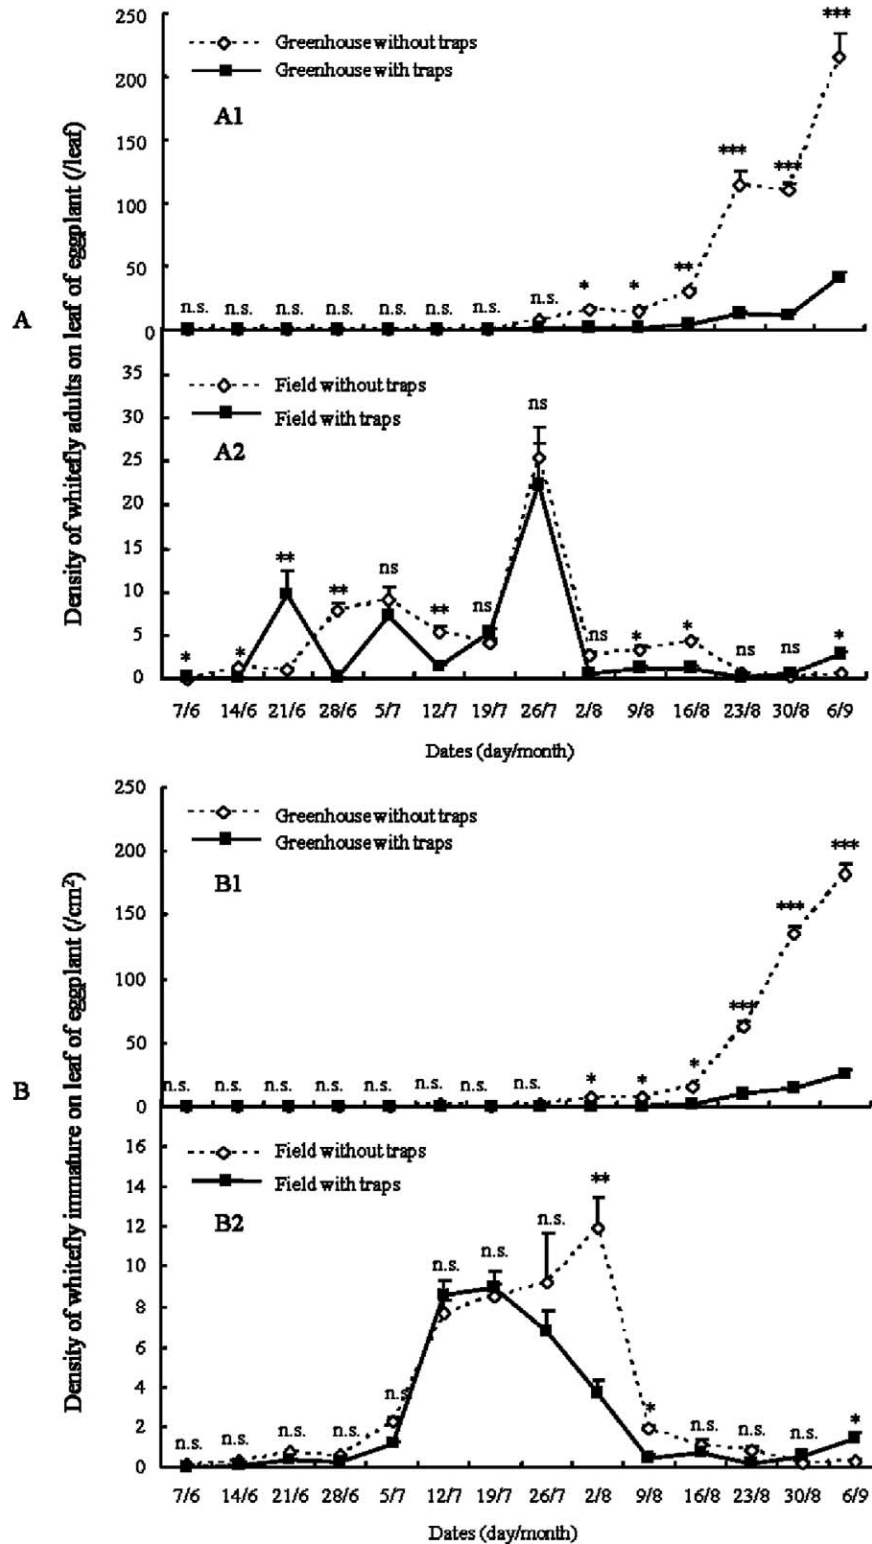 A
Density of whitefly adults on leaf of eggplant (/leaf)
250
200
150
100
50
0
Greenhouse without traps
Greenhouse with traps
A1
n.s. n.s. n.s. n.s. n.s. n.s. n.s. n.s. * * ** *** *** ***
35
30
25
20
15
10
5
0
Field without traps
Field with traps
A2
* * ** ** ns ** ns ns ns * * ns ns *
7/6 14/6 21/6 28/6 5/7 12/7 19/7 26/7 2/8 9/8 16/8 23/8 30/8 6/9
Dates (day/month)
B
Density of whitefly immature on leaf of eggplant (/cm²)
250
200
150
100
50
0
Greenhouse without traps
Greenhouse with traps
B1
n.s. n.s. n.s. n.s. n.s. n.s. n.s. n.s. * * * *** *** ***
16
14
12
10
8
6
4
2
0
Field without traps
Field with traps
B2
n.s. n.s. n.s. n.s. n.s. n.s. n.s. n.s. ** * n.s. n.s. n.s. *
7/6 14/6 21/6 28/6 5/7 12/7 19/7 26/7 2/8 9/8 16/8 23/8 30/8 6/9
Dates (day/month)